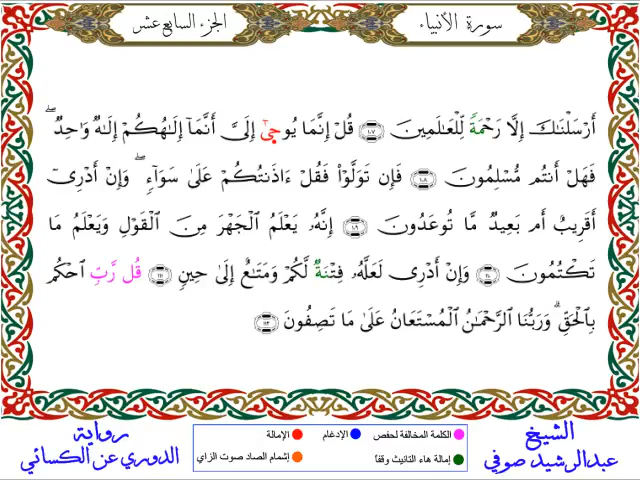 سورة الأنبياء
الجزء السابع عشر
أَرْسَلْنَٰكَ إِلَّا رَحْمَةً لِّلْعَٰلَمِينَ ١٠٧ قُلْ إِنَّمَا يُوحَىٰٓ إِلَىَّ أَنَّمَآ إِلَٰهُكُمْ إِلَٰهٌ وَٰحِدٌ ۖ
فَهَلْ أَنتُم مُّسْلِمُونَ ١٠٨ فَإِن تَوَلَّوْا۟ فَقُلْ ءَاذَنتُكُمْ عَلَىٰ سَوَآءٍ ۖ وَإِنْ أَدْرِىٓ
أَقَرِيبٌ أَم بَعِيدٌ مَّا تُوعَدُونَ ١٠٩ إِنَّهُۥ يَعْلَمُ ٱلْجَهْرَ مِنَ ٱلْقَوْلِ وَيَعْلَمُ مَا
تَكْتُمُونَ ١١٠ وَإِنْ أَدْرِى لَعَلَّهُۥ فِتْنَةٌ لَّكُمْ وَمَتَٰعٌ إِلَىٰ حِينٍ ١١١ قُل رَّبِّ ٱحْكُم
بِٱلْحَقِّ ۗ وَرَبُّنَا ٱلرَّحْمَٰنُ ٱلْمُسْتَعَانُ عَلَىٰ مَا تَصِفُونَ ١١٢
الشيخ
عبدالرشيد صوفي
الكلمة المخالفة لحفص
الإدغام
الإمالة
إمالة هاء التانيث وقفاً
إشمام الصاد صوت الزاي
رواية
الدوري عن الكسائي